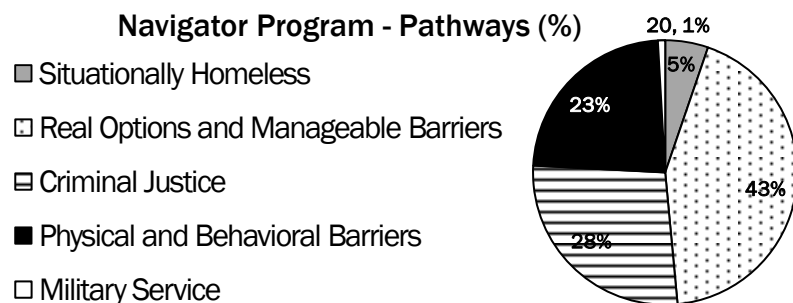 Navigator Program - Pathways (%)
20, 1%
Situationally Homeless
5%
Real Options and Manageable Barriers
23%
Criminal Justice
43%
Physical and Behavioral Barriers
28%
Military Service